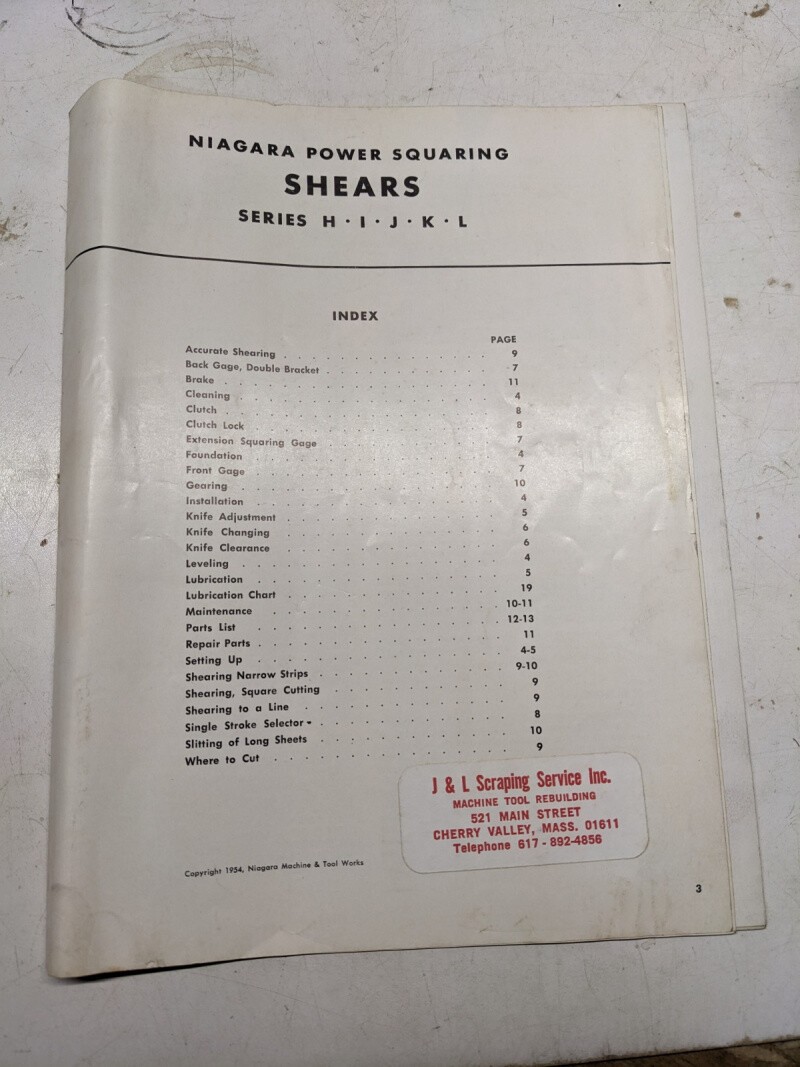 NIAGARA POWER SQUARING
SHEARS
SERIES H · I · J · K · L
INDEX
PAGE
Accurate Shearing . . . . . . . . . . . . . . 9
Back Gage, Double Bracket . . . . . . . . . . . 7
Brake . . . . . . . . . . . . . . . . . . 11
Cleaning . . . . . . . . . . . . . . . . . 4
Clutch . . . . . . . . . . . . . . . . . . 8
Clutch Lock . . . . . . . . . . . . . . . . 8
Extension Squaring Gage . . . . . . . . . . . 7
Foundation . . . . . . . . . . . . . . . . 4
Front Gage . . . . . . . . . . . . . . . . 7
Gearing . . . . . . . . . . . . . . . . . 10
Installation . . . . . . . . . . . . . . . . 4
Knife Adjustment . . . . . . . . . . . . . . 5
Knife Changing . . . . . . . . . . . . . . 6
Knife Clearance . . . . . . . . . . . . . . 6
Leveling . . . . . . . . . . . . . . . . . 4
Lubrication . . . . . . . . . . . . . . . . 5
Lubrication Chart . . . . . . . . . . . . . . 19
Maintenance . . . . . . . . . . . . . . . 10-11
Parts List . . . . . . . . . . . . . . . . 12-13
Repair Parts . . . . . . . . . . . . . . . . 11
Setting Up . . . . . . . . . . . . . . . . 4-5
Shearing Narrow Strips . . . . . . . . . . . . 9-10
Shearing, Square Cutting . . . . . . . . . . . 9
Shearing to a Line . . . . . . . . . . . . . 9
Single Stroke Selector . . . . . . . . . . . . 8
Slitting of Long Sheets . . . . . . . . . . . . 10
Where to Cut . . . . . . . . . . . . . . . 9
J & L Scraping Service Inc.
MACHINE TOOL REBUILDING
521 MAIN STREET
CHERRY VALLEY, MASS. 01611
Telephone 617-892-4856
Copyright 1954, Niagara Machine & Tool Works
3